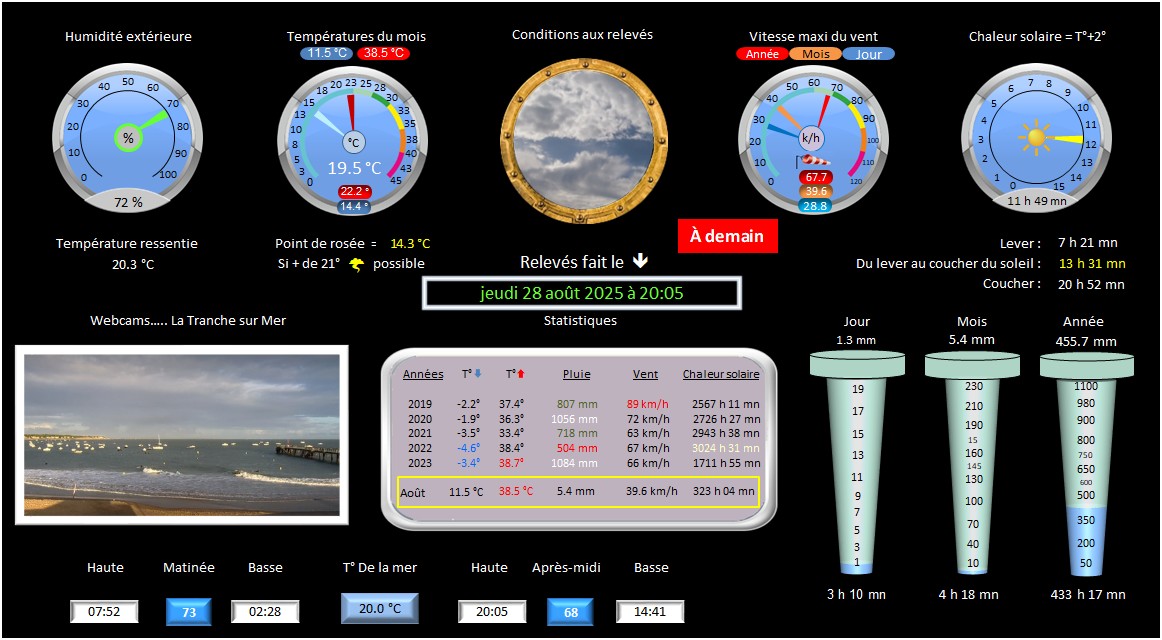 Humidité extérieure
Températures du mois
11.5 °C 38.5 °C
Conditions aux relevés
Vitesse maxi du vent
Année Mois Jour
Chaleur solaire = T°+2°
0 10 20 30 40 50 60 70 80 90 100
%
72 %
0 3 5 8 10 13 15 18 20 23 25 28 30 33 35 38 40 43 45
°C
19.5 °C
22.2 °
14.4 °
0 10 20 30 40 50 60 70 80 90 100 110 120
k/h
67.7
39.6
28.8
0 1 2 3 4 5 6 7 8 9 10 11 12 13 14 15
11 h 49 mn
Température ressentie
20.3 °C
Point de rosée = 14.3 °C
Si + de 21° possible
À demain
Relevés fait le
jeudi 28 août 2025 à 20:05
Lever : 7 h 21 mn
Du lever au coucher du soleil : 13 h 31 mn
Coucher : 20 h 52 mn
Webcams..... La Tranche sur Mer
Statistiques
Années T° T° Pluie Vent Chaleur solaire
2019 -2.2° 37.4° 807 mm 89 km/h 2567 h 11 mn
2020 -1.9° 36.3° 1056 mm 72 km/h 2726 h 27 mn
2021 -3.5° 33.4° 718 mm 63 km/h 2943 h 38 mn
2022 -4.6° 38.4° 504 mm 67 km/h 3024 h 31 mn
2023 -3.4° 38.7° 1084 mm 66 km/h 1711 h 55 mn
Août 11.5 °C 38.5 °C 5.4 mm 39.6 km/h 323 h 04 mn
Jour
1.3 mm
19
17
15
13
11
9
7
5
3
1
3 h 10 mn
Mois
5.4 mm
230
210
190
15
160
145
130
100
70
40
10
4 h 18 mn
Année
455.7 mm
1100
980
900
800
750
650
600
500
350
200
50
433 h 17 mn
Haute Matinée Basse T° De la mer Haute Après-midi Basse
07:52 73 02:28 20.0 °C 20:05 68 14:41